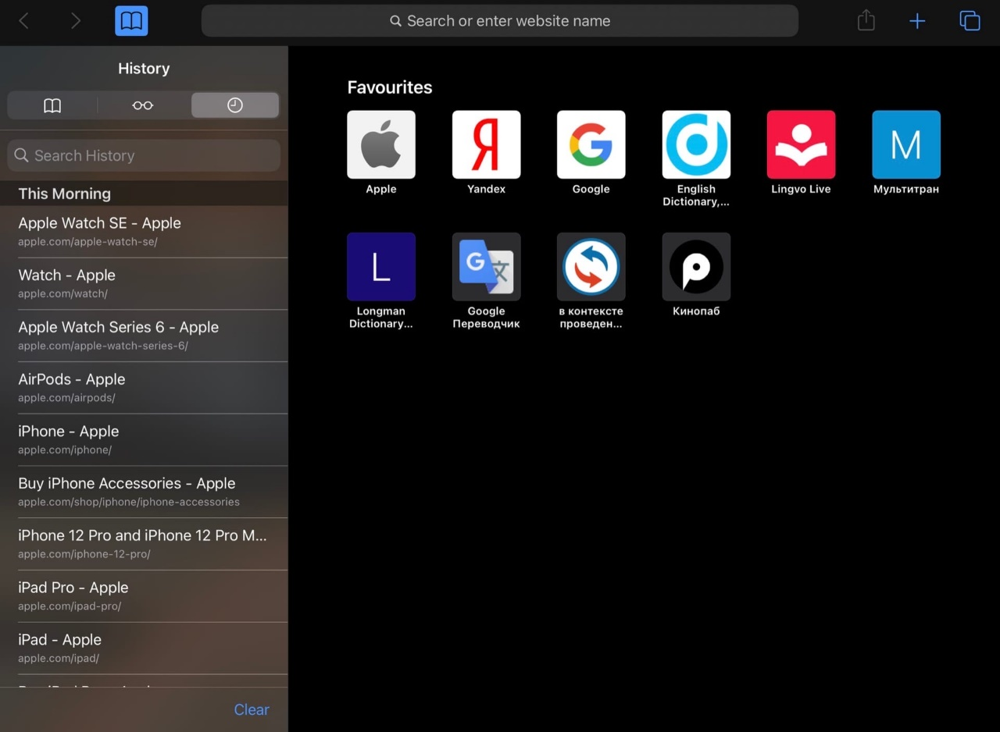 Search or enter website name
History
Search History
This Morning
Apple Watch SE - Apple
apple.com/apple-watch-se/
Watch - Apple
apple.com/watch/
Apple Watch Series 6 - Apple
apple.com/apple-watch-series-6/
AirPods - Apple
apple.com/airpods/
iPhone - Apple
apple.com/iphone/
Buy iPhone Accessories - Apple
apple.com/shop/iphone/iphone-accessories
iPhone 12 Pro and iPhone 12 Pro M...
apple.com/iphone-12-pro/
iPad Pro - Apple
apple.com/ipad-pro/
iPad - Apple
apple.com/ipad/
Clear
Favourites
Я
G
d
M
Apple
Yandex
Google
English
Dictionary,...
Lingvo Live
Мультитран
L
G
文
Longman
Dictionary...
Google
Переводчик
в контексте
проведен...
Кинопаб